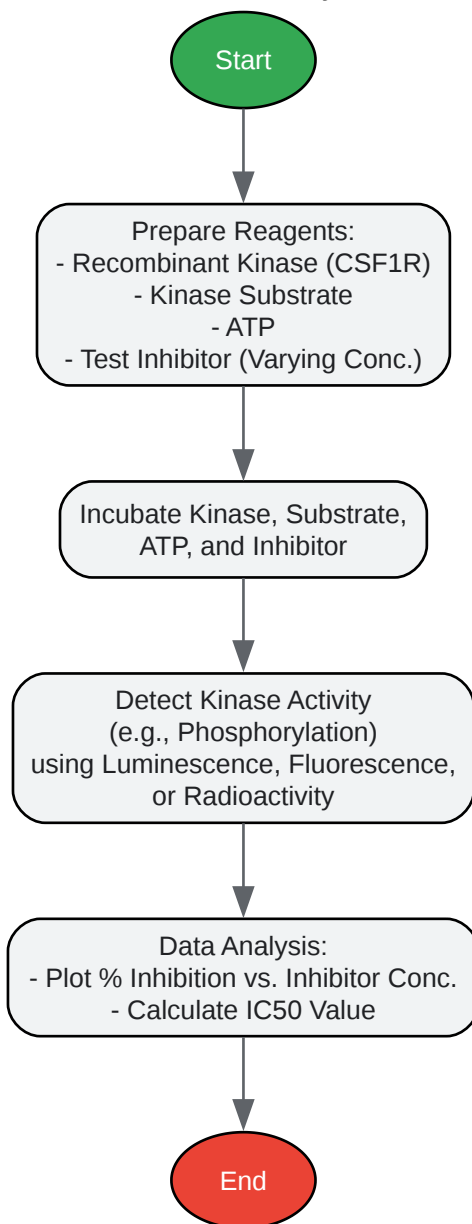 Start
Prepare Reagents:
- Recombinant Kinase (CSF1R)
- Kinase Substrate
- ATP
- Test Inhibitor (Varying Conc.)
Incubate Kinase, Substrate,
ATP, and Inhibitor
Detect Kinase Activity
(e.g., Phosphorylation)
using Luminescence, Fluorescence,
or Radioactivity
Data Analysis:
- Plot % Inhibition vs. Inhibitor Conc.
- Calculate IC50 Value
End